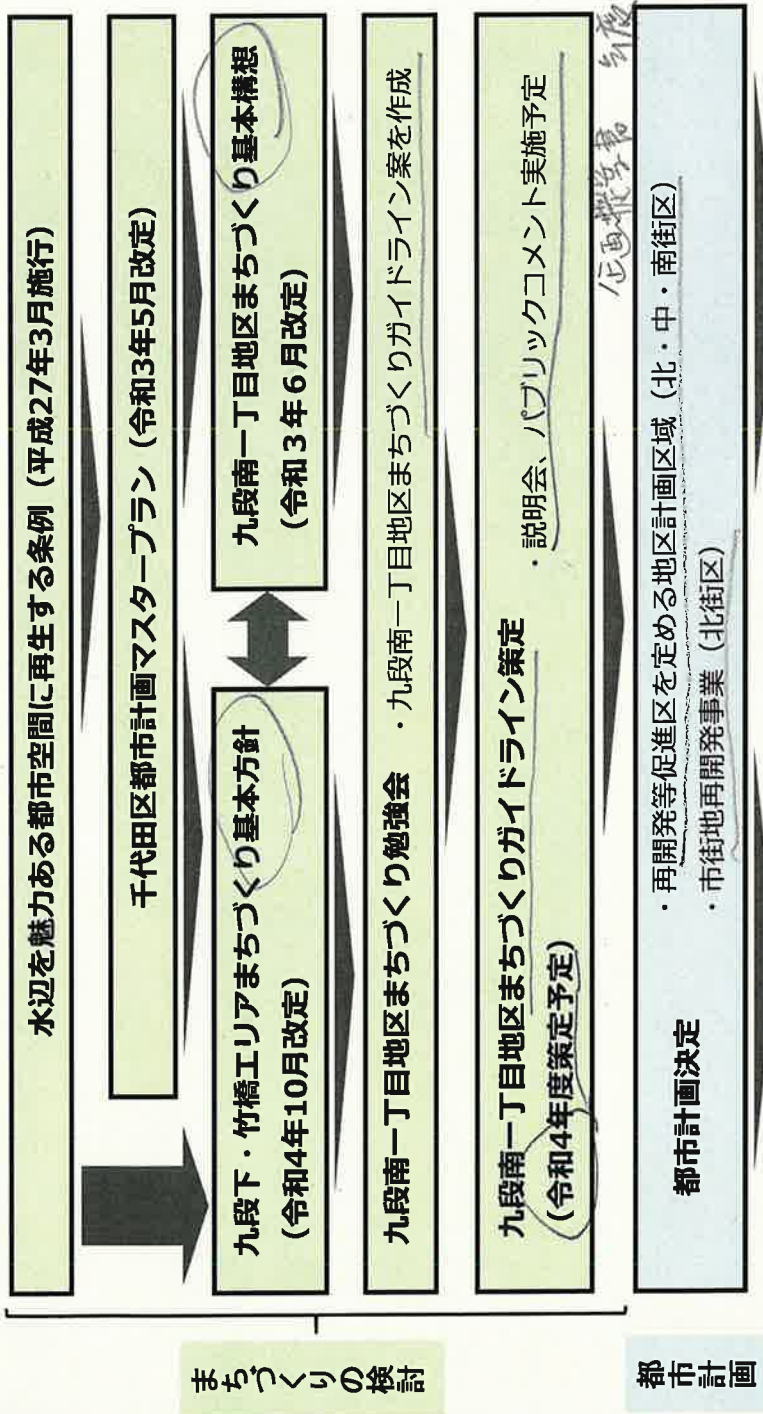 水辺を魅力ある都市空間に再生する条例（平成27年3月施行）
千代田区都市計画マスタープラン（令和3年5月改定）
九段下・竹橋エリアまちづくり基本方針
（令和4年10月改定）
九段南一丁目地区まちづくり基本構想
（令和３年６月改定）
九段南一丁目地区まちづくり勉強会
・九段南一丁目地区まちづくりガイドライン案を作成
九段南一丁目地区まちづくりガイドライン策定
（令和4年度策定予定）
・説明会、パブリックコメント実施予定
まちづくりの検討
都市計画決定
・再開発等促進区を定める地区計画区域（北・中・南街区）
・市街地再開発事業（北街区）
都市計画